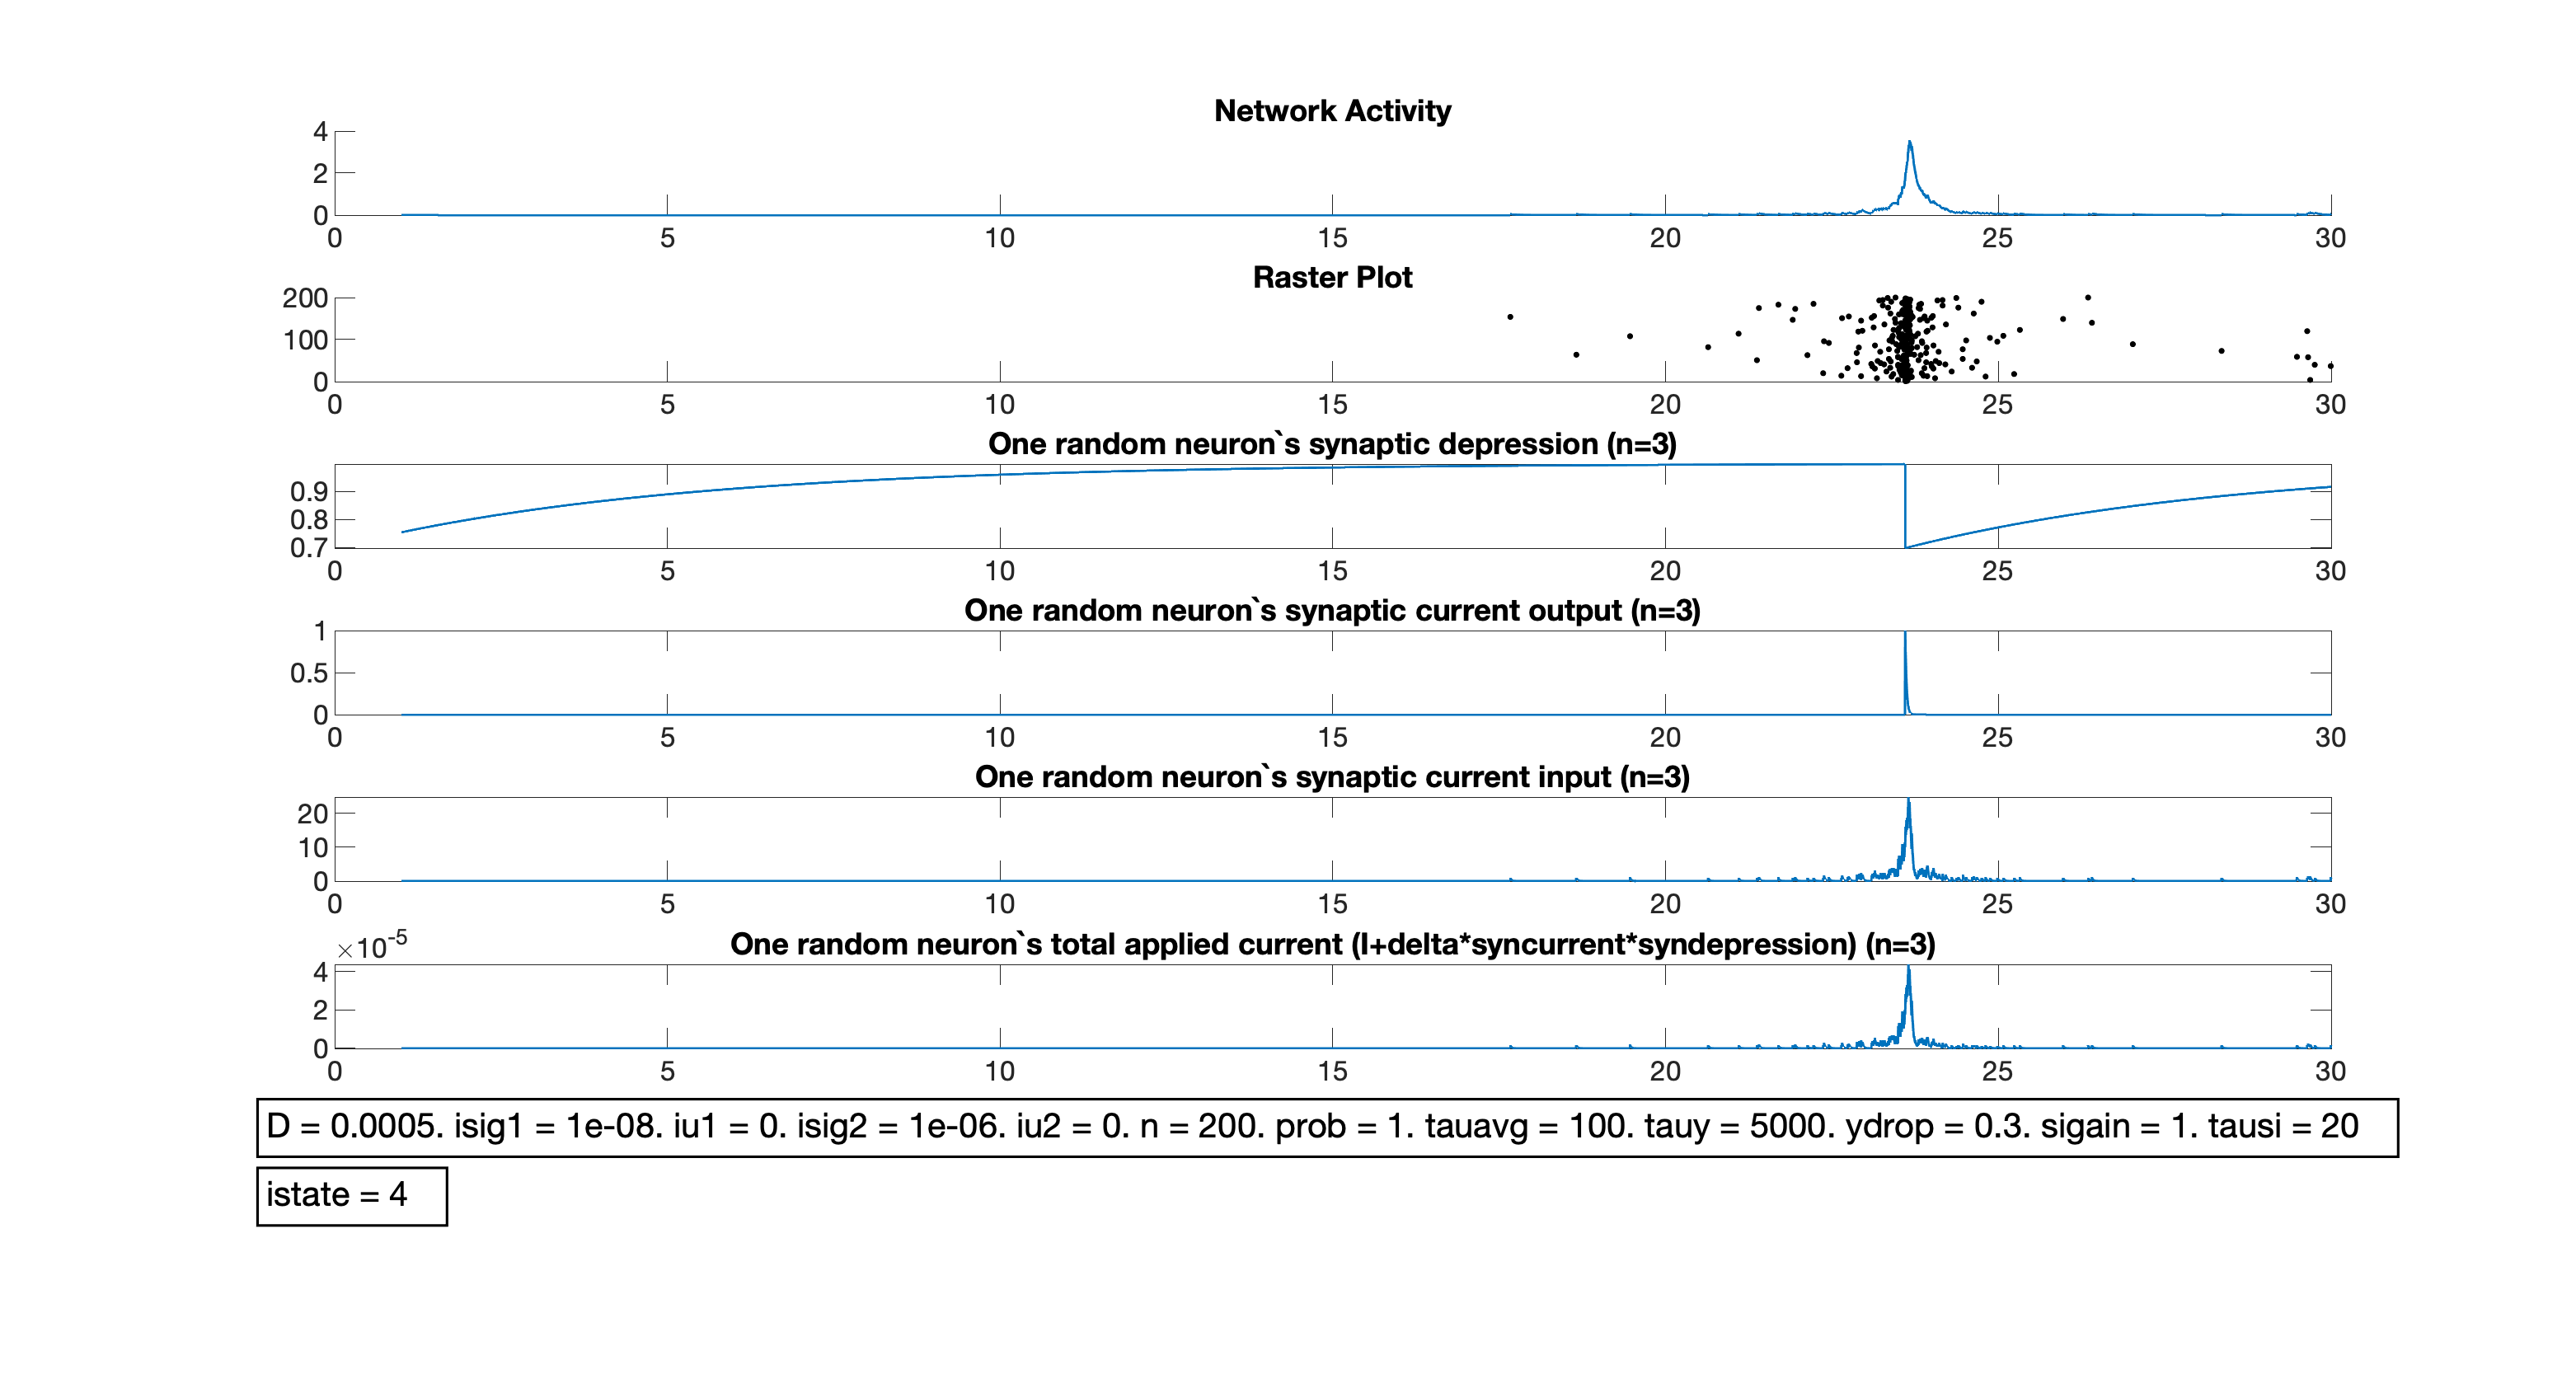 Network Activity
4
2
0
0 5 10 15 20 25 30
Raster Plot
200
100
0
0 5 10 15 20 25 30
One random neuron`s synaptic depression (n=3)
0.9
0.8
0.7
0 5 10 15 20 25 30
One random neuron`s synaptic current output (n=3)
1
0.5
0
0 5 10 15 20 25 30
One random neuron`s synaptic current input (n=3)
20
10
0
0 5 10 15 20 25 30
×10-5
One random neuron`s total applied current (I+delta*syncurrent*syndepression) (n=3)
4
2
0
0 5 10 15 20 25 30
D = 0.0005. isig1 = 1e-08. iu1 = 0. isig2 = 1e-06. iu2 = 0. n = 200. prob = 1. tauavg = 100. tauy = 5000. ydrop = 0.3. sigain = 1. tausi = 20
istate = 4